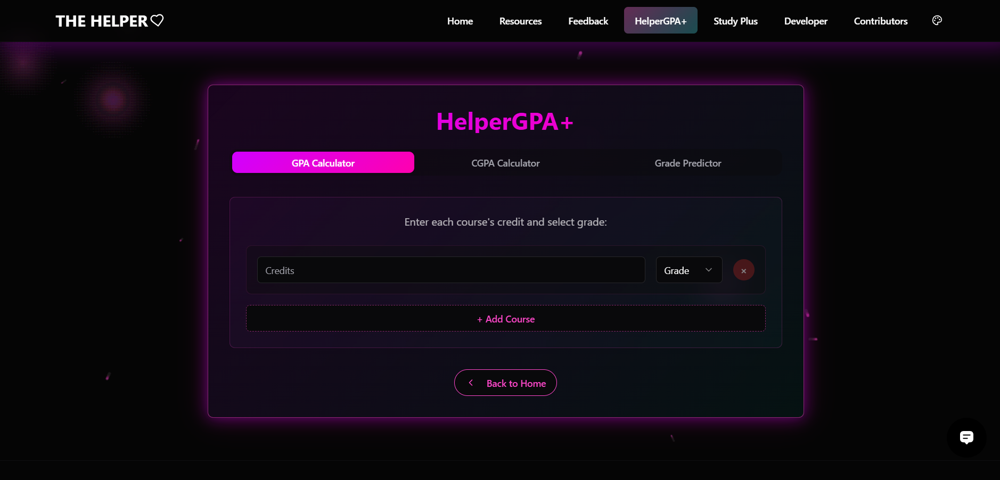 THE HELPER
Home Resources Feedback HelperGPA+ Study Plus Developer Contributors
HelperGPA+
GPA Calculator CGPA Calculator Grade Predictor
Enter each course's credit and select grade:
Credits Grade ×
+ Add Course
Back to Home